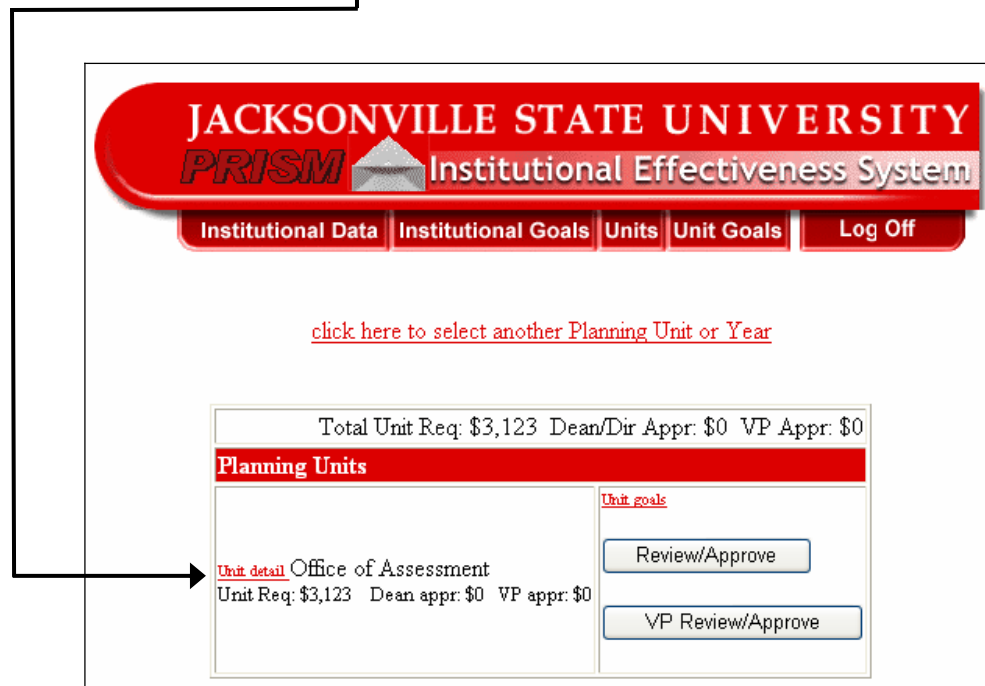 JACKSONVILLE STATE UNIVERSITY
PRISM Institutional Effectiveness System
Institutional Data Institutional Goals Units Unit Goals Log Off
click here to select another Planning Unit or Year
Total Unit Req: $3,123 Dean/Dir Appr: $0 VP Appr: $0
Planning Units
Unit detail Office of Assessment
Unit Req: $3,123 Dean appr: $0 VP appr: $0
Unit goals
Review/Approve
VP Review/Approve